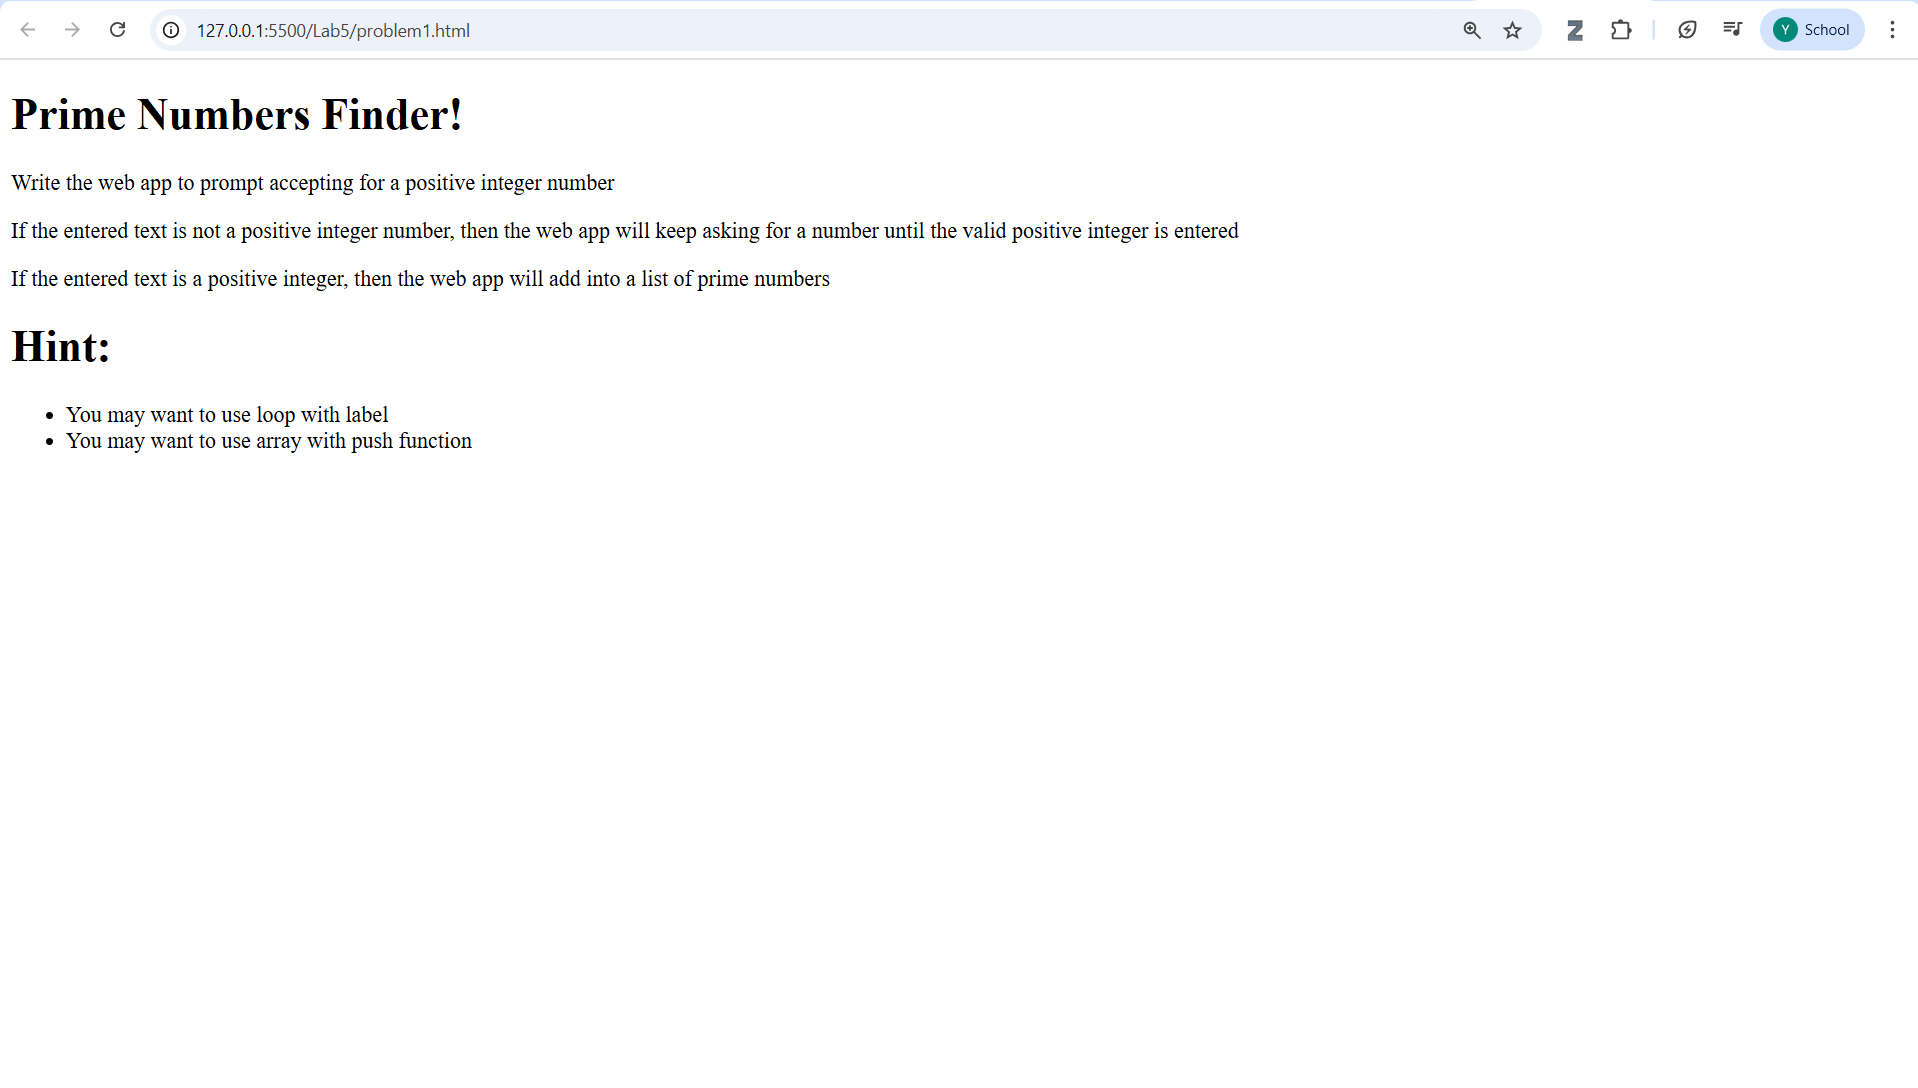 127.0.0.1:5500/Lab5/problem1.html
Y School
Prime Numbers Finder!
Write the web app to prompt accepting for a positive integer number
If the entered text is not a positive integer number, then the web app will keep asking for a number until the valid positive integer is entered
If the entered text is a positive integer, then the web app will add into a list of prime numbers
Hint:
• You may want to use loop with label
• You may want to use array with push function